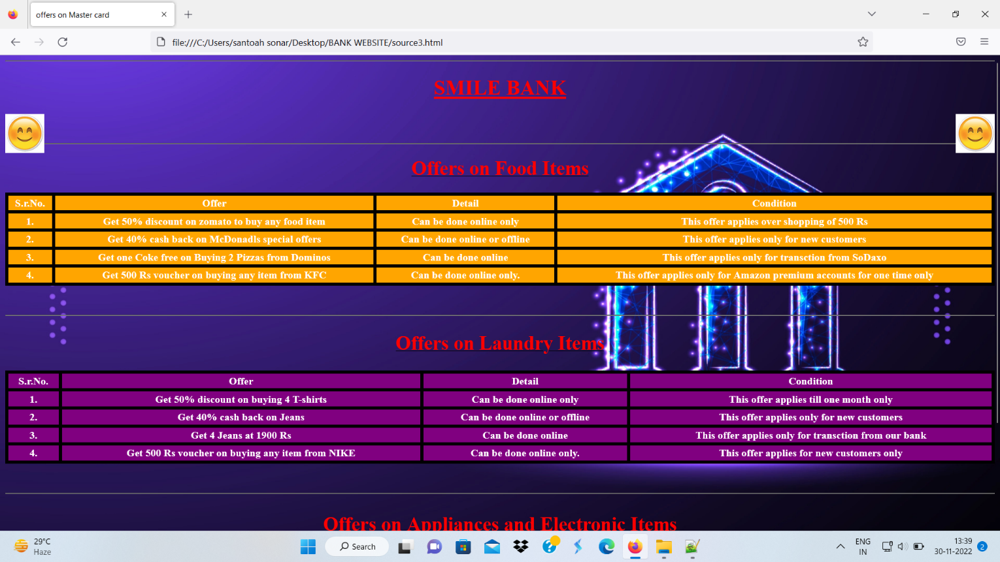 offers on Master card
file:///C:/Users/santoah sonar/Desktop/BANK WEBSITE/source3.html
SMILE BANK
Offers on Food Items
S.r.No. Offer Detail Condition
1. Get 50% discount on zomato to buy any food item Can be done online only This offer applies over shopping of 500 Rs
2. Get 40% cash back on McDonadls special offers Can be done online or offline This offer applies only for new customers
3. Get one Coke free on Buying 2 Pizzas from Dominos Can be done online This offer applies only for transction from SoDaxo
4. Get 500 Rs voucher on buying any item from KFC Can be done online only. This offer applies only for Amazon premium accounts for one time only
Offers on Laundry Items
S.r.No. Offer Detail Condition
1. Get 50% discount on buying 4 T-shirts Can be done online only This offer applies till one month only
2. Get 40% cash back on Jeans Can be done online or offline This offer applies only for new customers
3. Get 4 Jeans at 1900 Rs Can be done online This offer applies only for transction from our bank
4. Get 500 Rs voucher on buying any item from NIKE Can be done online only. This offer applies for new customers only
Offers on Appliances and Electronic Items
29°C
Haze
Search
ENG
IN
13:39
30-11-2022
2